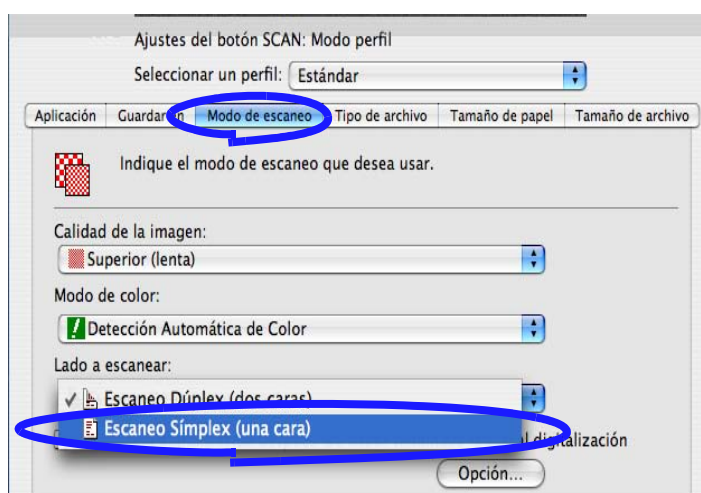 Ajustes del botón SCAN: Modo perfil
Seleccionar un perfil: Estándar
Aplicación Guardar en Modo de escaneo Tipo de archivo Tamaño de papel Tamaño de archivo
Indique el modo de escaneo que desea usar.
Calidad de la imagen:
Superior (lenta)
Modo de color:
Detección Automática de Color
Lado a escanear:
Escaneo Dúplex (dos caras)
Escaneo Símplex (una cara)
digitalización
Opción...